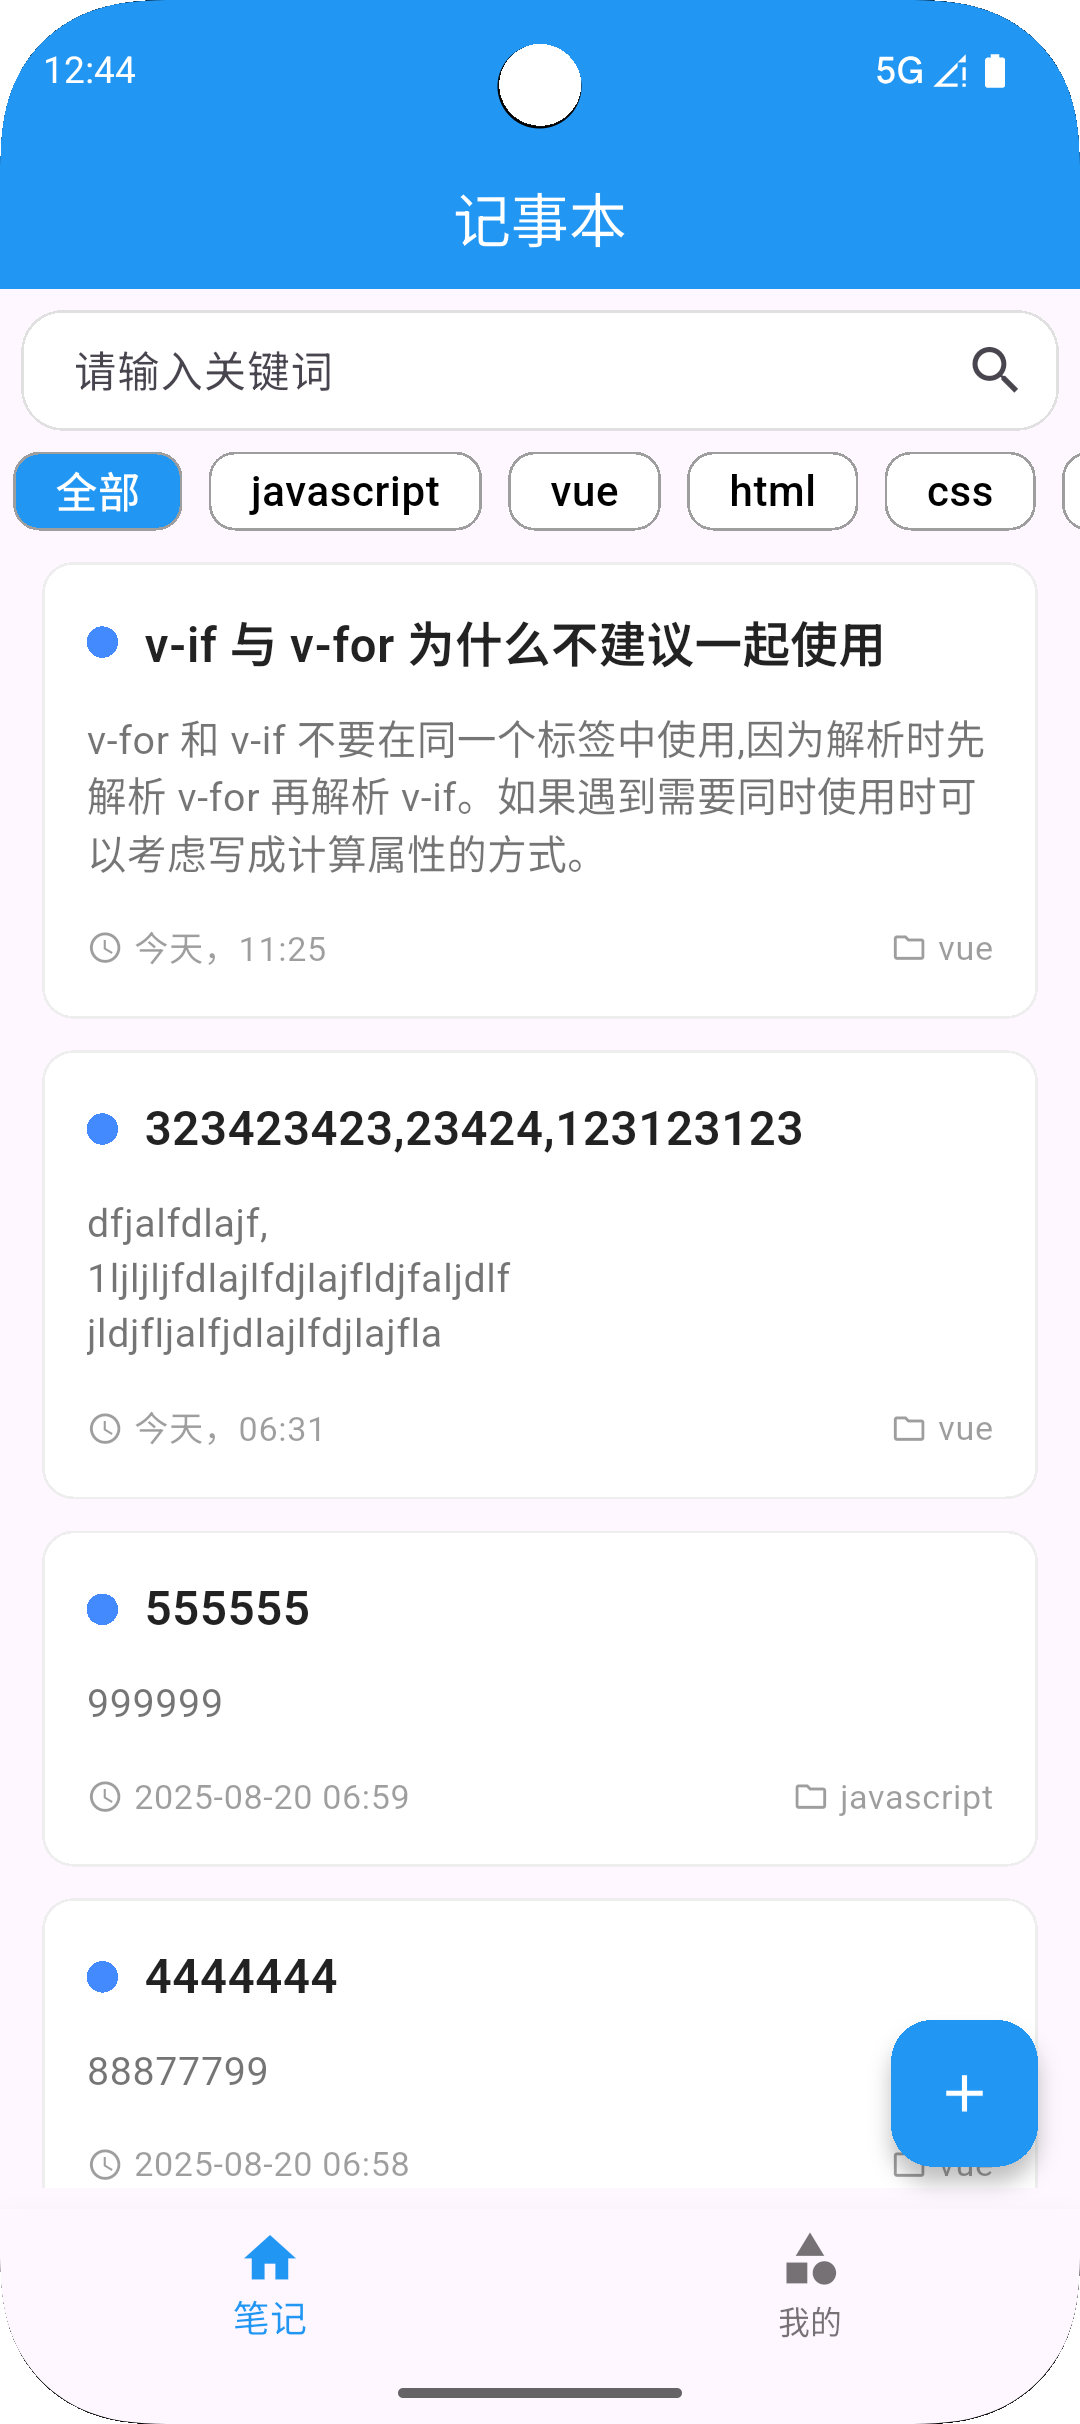 12:44
5G
记事本
请输入关键词
全部 javascript vue html css
v-if 与 v-for 为什么不建议一起使用
v-for 和 v-if 不要在同一个标签中使用,因为解析时先
解析 v-for 再解析 v-if。如果遇到需要同时使用时可
以考虑写成计算属性的方式。
今天，11:25 vue
323423423,23424,123123123
dfjalfdlajf,
1ljljljfdlajlfdjlajfldjfaljdlf
jldjfljalfjdlajlfdjlajfla
今天，06:31 vue
555555
999999
2025-08-20 06:59 javascript
4444444
88877799
2025-08-20 06:58 vue
笔记 我的